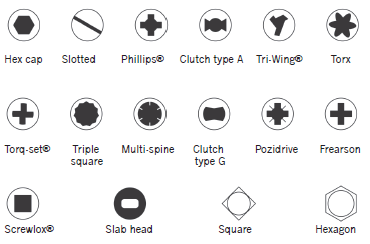 Hex cap Slotted Phillips® Clutch type A Tri-Wing® Torx
Torq-set® Triple square Multi-spine Clutch type G Pozidrive Frearson
Screwlox® Slab head Square Hexagon